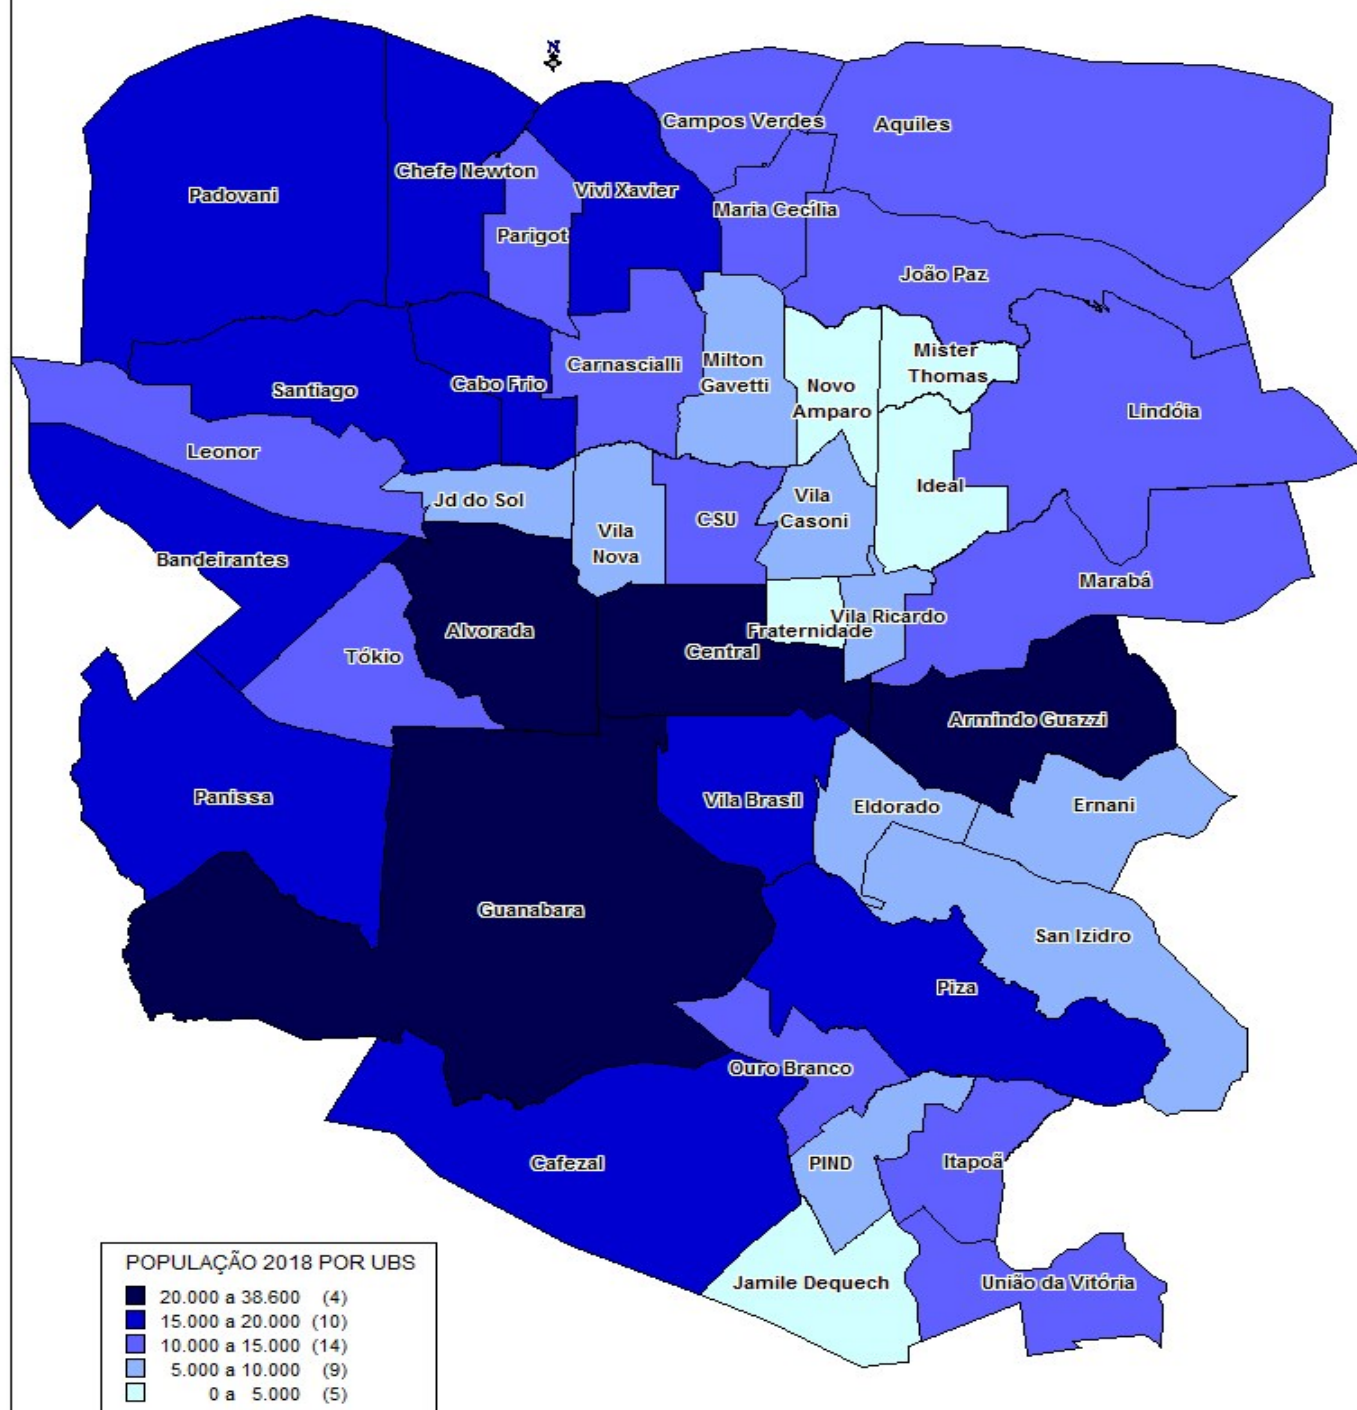 N
Campos Verdes
Aquiles
Chefe Newton
Padovani
Vivi Xavier
Maria Cecília
Parigot
João Paz
Mister
Thomas
Carnascialli
Milton
Gavetti
Cabo Frio
Santiago
Novo
Amparo
Lindóia
Leonor
Ideal
Jd do Sol
Vila
Casoni
CSU
Vila
Nova
Bandeirantes
Marabá
Vila Ricardo
Alvorada
Fraternidade
Central
Tókio
Armindo Guazzi
Panissa
Vila Brasil
Eldorado
Ernani
Guanabara
San Izidro
Piza
Ouro Branco
Cafezal
PIND
Itapoã
Jamile Dequech
União da Vitória
POPULAÇÃO 2018 POR UBS
20.000 a 38.600 (4)
15.000 a 20.000 (10)
10.000 a 15.000 (14)
5.000 a 10.000 (9)
0 a 5.000 (5)